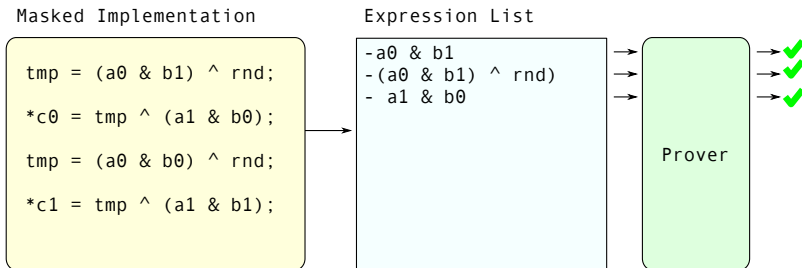 Masked Implementation
Expression List
tmp = (a0 & b1) ^ rnd;
*c0 = tmp ^ (a1 & b0);
tmp = (a0 & b0) ^ rnd;
*c1 = tmp ^ (a1 & b1);
-a0 & b1
-(a0 & b1) ^ rnd)
- a1 & b0
Prover